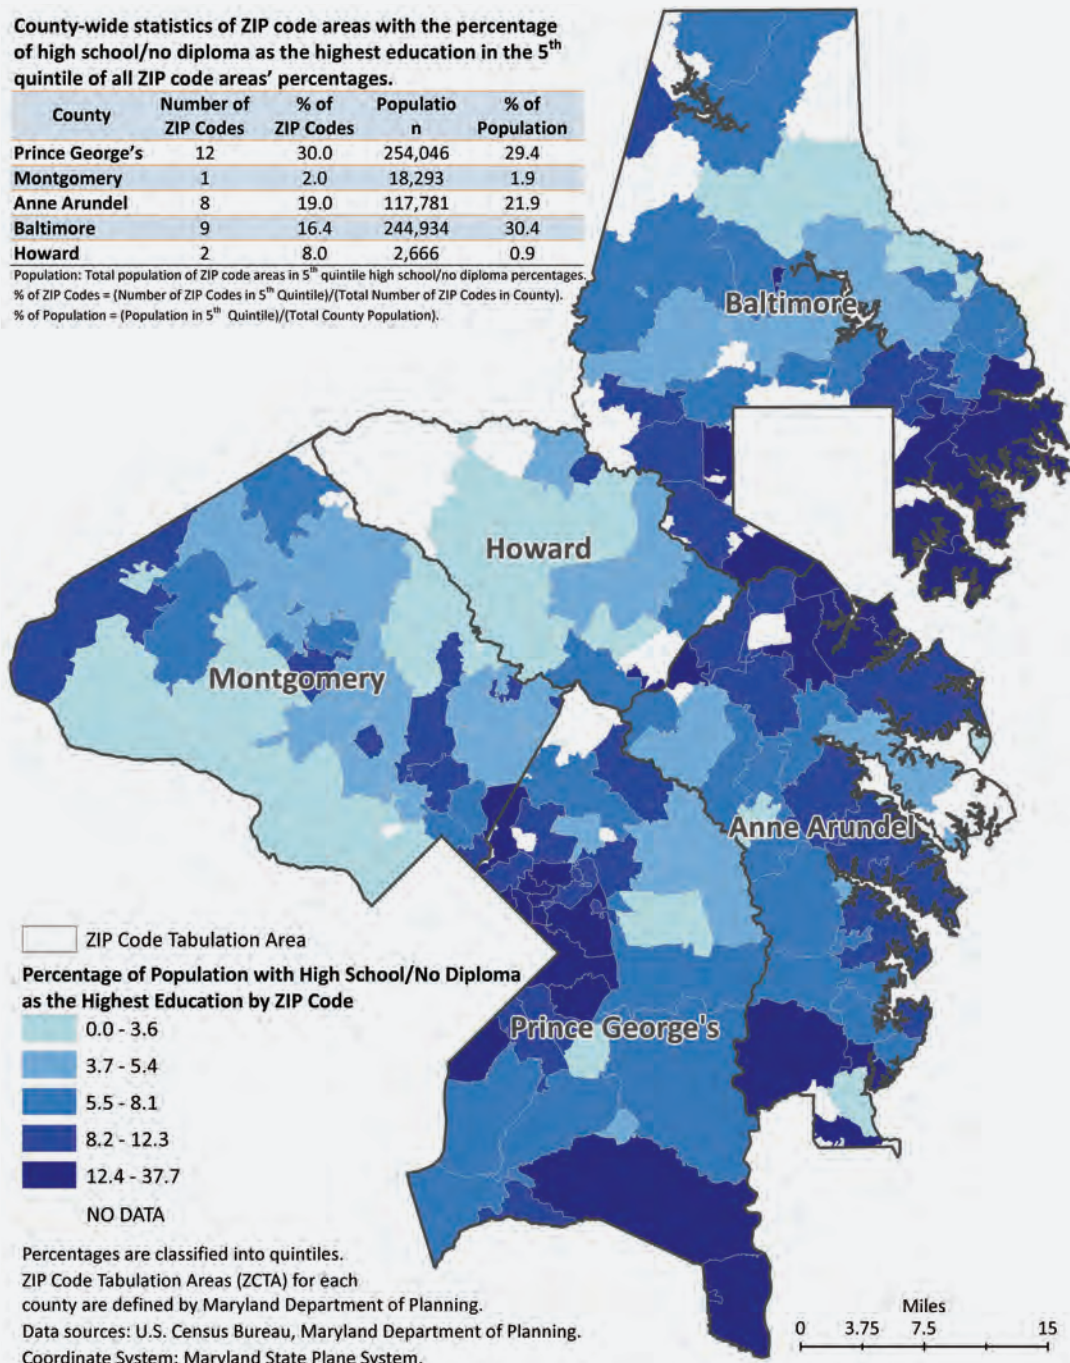 County-wide statistics of ZIP code areas with the percentage
of high school/no diploma as the highest education in the 5th
quintile of all ZIP code areas' percentages.
County Number of ZIP Codes % of ZIP Codes Populatio n % of Population
Prince George's 12 30.0 254,046 29.4
Montgomery 1 2.0 18,293 1.9
Anne Arundel 8 19.0 117,781 21.9
Baltimore 9 16.4 244,934 30.4
Howard 2 8.0 2,666 0.9
Population: Total population of ZIP code areas in 5th quintile high school/no diploma percentages.
% of ZIP Codes = (Number of ZIP Codes in 5th Quintile)/(Total Number of ZIP Codes in County).
% of Population = (Population in 5th Quintile)/(Total County Population).
Baltimore
Howard
Montgomery
Anne Arundel
Prince George's
ZIP Code Tabulation Area
Percentage of Population with High School/No Diploma
as the Highest Education by ZIP Code
0.0 - 3.6
3.7 - 5.4
5.5 - 8.1
8.2 - 12.3
12.4 - 37.7
NO DATA
Percentages are classified into quintiles.
ZIP Code Tabulation Areas (ZCTA) for each
county are defined by Maryland Department of Planning.
Data sources: U.S. Census Bureau, Maryland Department of Planning.
Coordinate System: Maryland State Plane System.
Miles
0 3.75 7.5 15